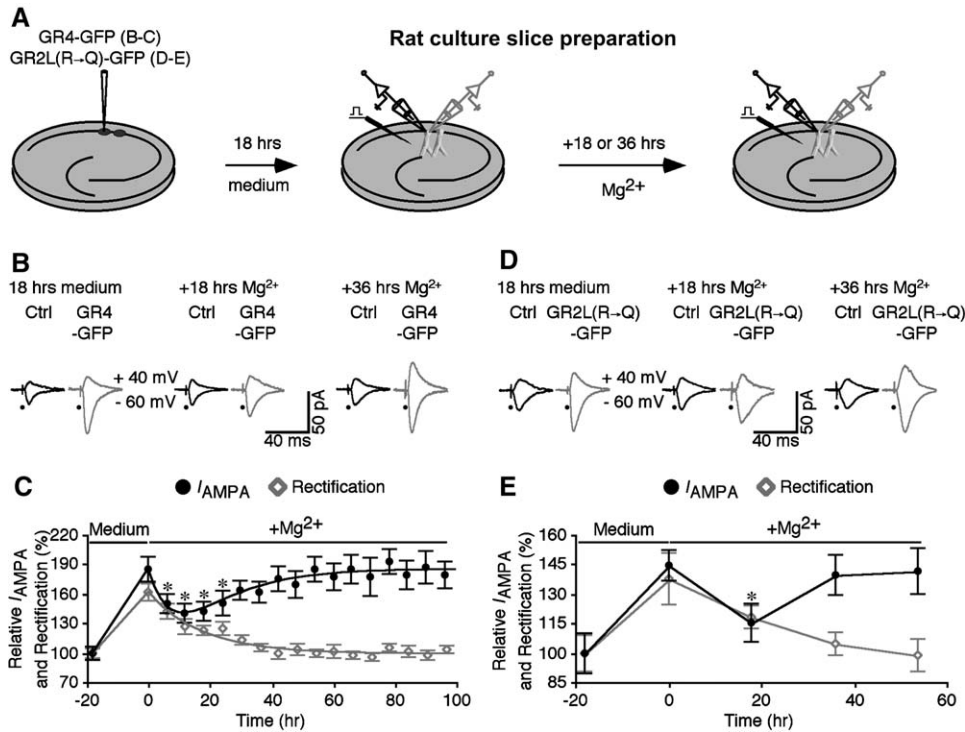 A
GR4-GFP (B-C)
GR2L(R→Q)-GFP (D-E)
Rat culture slice preparation
18 hrs
medium
+18 or 36 hrs
Mg2+
B
18 hrs medium
+18 hrs Mg2+
+36 hrs Mg2+
Ctrl GR4
-GFP
Ctrl GR4
-GFP
Ctrl GR4
-GFP
+ 40 mV
- 60 mV
50 pA
40 ms
D
18 hrs medium
+18 hrs Mg2+
+36 hrs Mg2+
Ctrl GR2L(R→Q)
-GFP
Ctrl GR2L(R→Q)
-GFP
Ctrl GR2L(R→Q)
-GFP
+ 40 mV
- 60 mV
50 pA
40 ms
C
IAMPA Rectification
Medium +Mg2+
Relative IAMPA
and Rectification (%)
220
190
160
130
100
70
* * * *
-20 0 20 40 60 80 100
Time (hr)
E
IAMPA Rectification
Medium +Mg2+
Relative IAMPA
and Rectification (%)
160
145
130
115
100
85
*
-20 0 20 40 60
Time (hr)